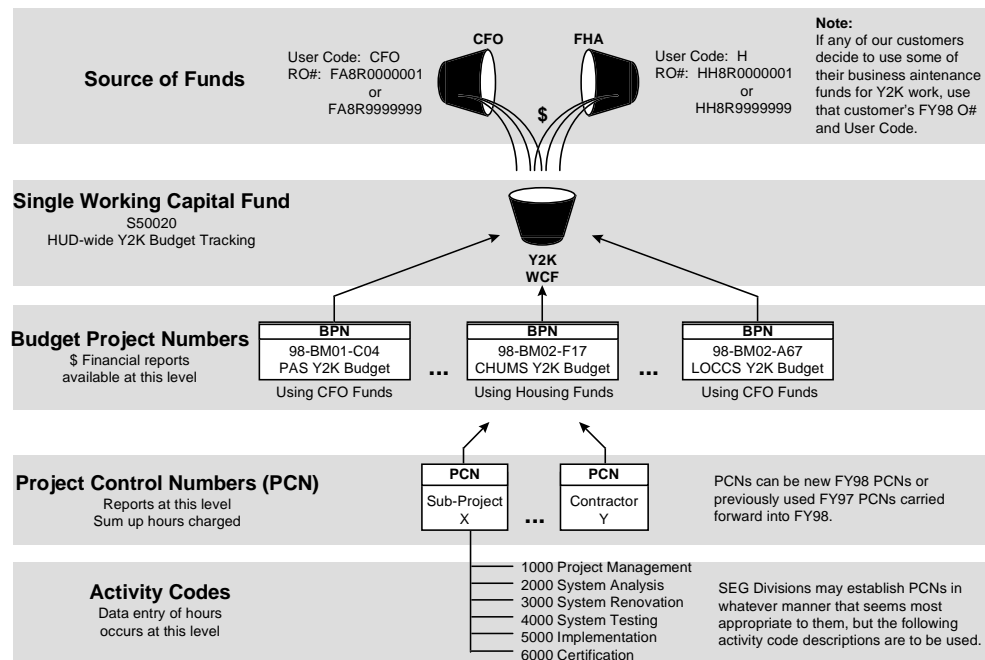 Source of Funds
CFO
User Code: CFO
RO#: FA8R0000001
or
FA8R9999999
$
FHA
User Code: H
RO#: HH8R0000001
or
HH8R9999999
Note:
If any of our customers
decide to use some of
their business aintenance
funds for Y2K work, use
that customer's FY98 O#
and User Code.
Single Working Capital Fund
S50020
HUD-wide Y2K Budget Tracking
Y2K
WCF
Budget Project Numbers
$ Financial reports
available at this level
BPN
98-BM01-C04
PAS Y2K Budget
Using CFO Funds
...
BPN
98-BM02-F17
CHUMS Y2K Budget
Using Housing Funds
...
BPN
98-BM02-A67
LOCCS Y2K Budget
Using CFO Funds
Project Control Numbers (PCN)
Reports at this level
Sum up hours charged
PCN
Sub-Project
X
...
PCN
Contractor
Y
PCNs can be new FY98 PCNs or
previously used FY97 PCNs carried
forward into FY98.
Activity Codes
Data entry of hours
occurs at this level
1000 Project Management
2000 System Analysis
3000 System Renovation
4000 System Testing
5000 Implementation
6000 Certification
SEG Divisions may establish PCNs in
whatever manner that seems most
appropriate to them, but the following
activity code descriptions are to be used.